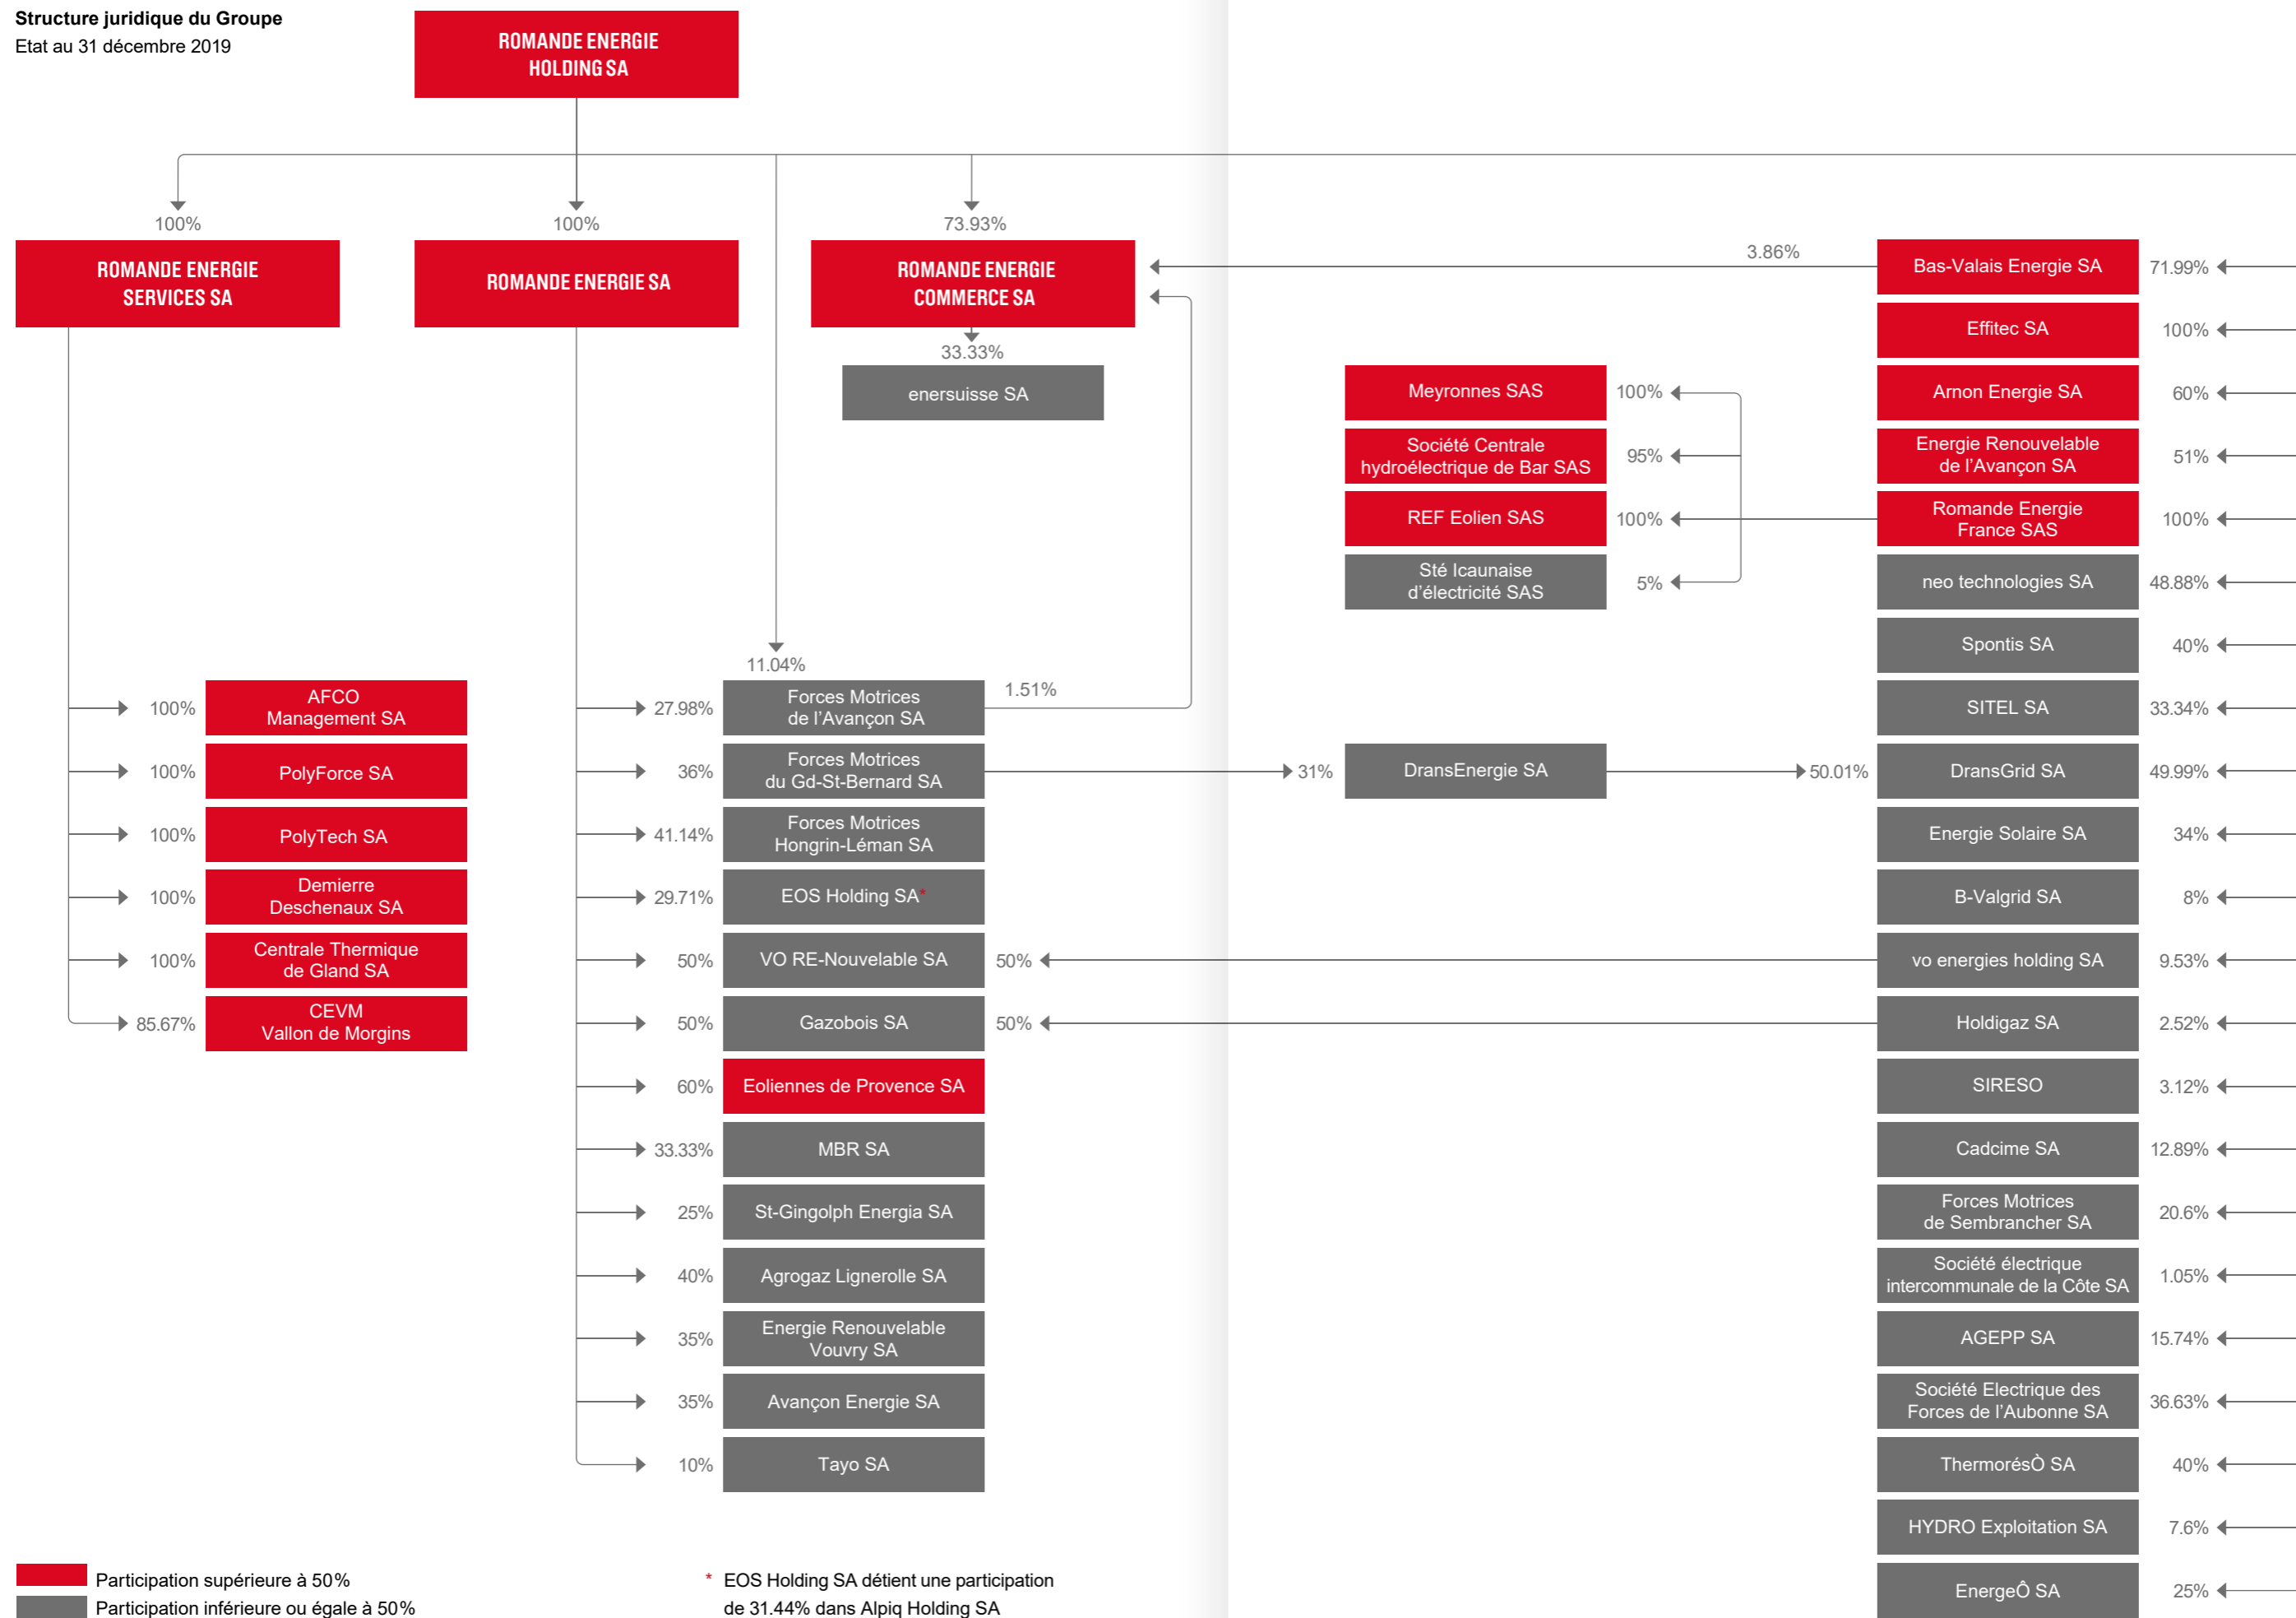 Structure juridique du Groupe
Etat au 31 décembre 2019
ROMANDE ENERGIE
HOLDING SA
100%
ROMANDE ENERGIE
SERVICES SA
100%
ROMANDE ENERGIE SA
73.93%
ROMANDE ENERGIE
COMMERCE SA
33.33%
enersuisse SA
100%
AFCO
Management SA
100%
PolyForce SA
100%
PolyTech SA
100%
Demierre
Deschenaux SA
100%
Centrale Thermique
de Gland SA
85.67%
CEVM
Vallon de Morgins
11.04%
27.98%
Forces Motrices
de l’Avançon SA
1.51%
36%
Forces Motrices
du Gd-St-Bernard SA
41.14%
Forces Motrices
Hongrin-Léman SA
29.71%
EOS Holding SA*
50%
VO RE-Nouvelable SA
50%
50%
Gazobois SA
50%
60%
Eoliennes de Provence SA
33.33%
MBR SA
25%
St-Gingolph Energia SA
40%
Agrogaz Lignerolle SA
35%
Energie Renouvelable
Vouvry SA
35%
Avançon Energie SA
10%
Tayo SA
Meyronnes SAS
100%
Société Centrale
hydroélectrique de Bar SAS
95%
REF Eolien SAS
100%
Sté Icaunaise
d’électricité SAS
5%
31%
DransEnergie SA
50.01%
3.86%
Bas-Valais Energie SA
71.99%
Effitec SA
100%
Arnon Energie SA
60%
Energie Renouvelable
de l’Avançon SA
51%
Romande Energie
France SAS
100%
neo technologies SA
48.88%
Spontis SA
40%
SITEL SA
33.34%
DransGrid SA
49.99%
Energie Solaire SA
34%
B-Valgrid SA
8%
vo energies holding SA
9.53%
Holdigaz SA
2.52%
SIRESO
3.12%
Cadcime SA
12.89%
Forces Motrices
de Sembrancher SA
20.6%
Société électrique
intercommunale de la Côte SA
1.05%
AGEPP SA
15.74%
Société Electrique des
Forces de l’Aubonne SA
36.63%
ThermorésÒ SA
40%
HYDRO Exploitation SA
7.6%
EnergeÔ SA
25%
Participation supérieure à 50%
Participation inférieure ou égale à 50%
* EOS Holding SA détient une participation
de 31.44% dans Alpiq Holding SA